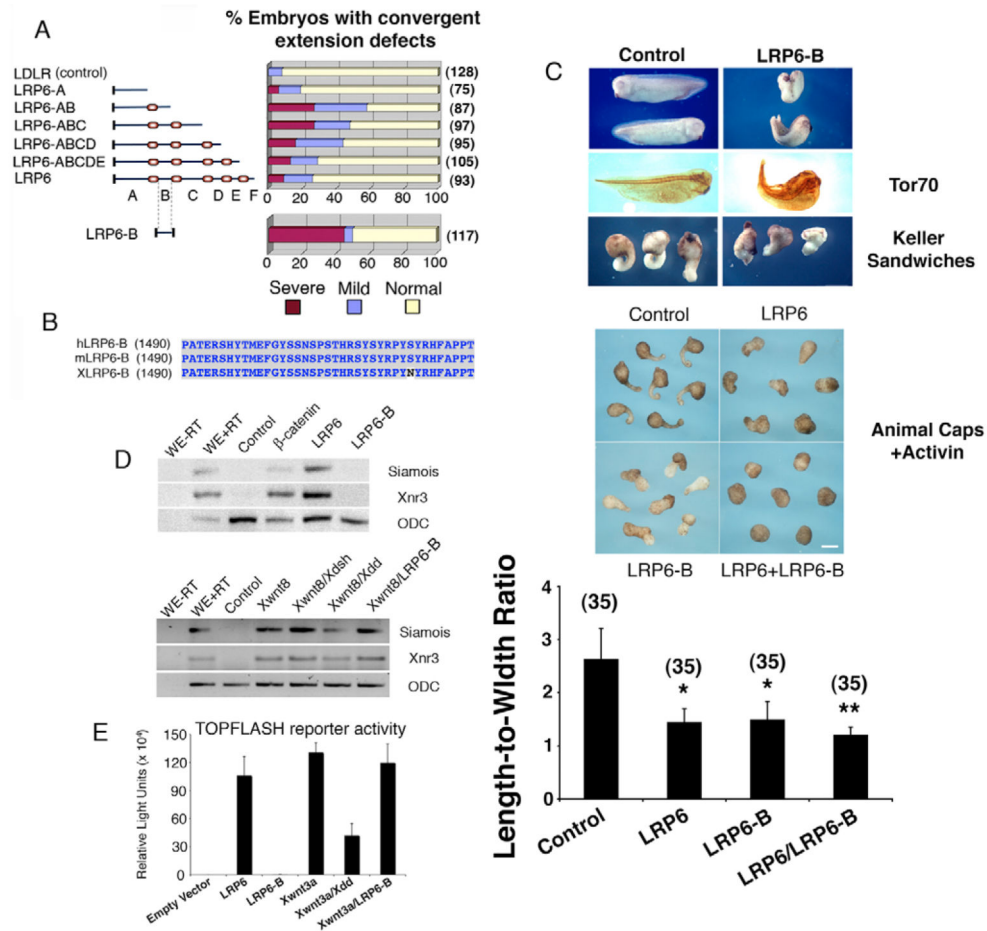 A
% Embryos with convergent
extension defects
LDLR (control)
LRP6-A
LRP6-AB
LRP6-ABC
LRP6-ABCD
LRP6-ABCDE
LRP6
A B C D E F
(128)
(75)
(87)
(97)
(95)
(105)
(93)
0 20 40 60 80 100
LRP6-B
(117)
0 20 40 60 80 100
Severe Mild Normal
B
hLRP6-B (1490) PATERSHYTMEFGYSSNSPSTHRSYSYRPYSYRHFAPPT
mLRP6-B (1490) PATERSHYTMEFGYSSNSPSTHRSYSYRPYSYRHFAPPT
XLRP6-B (1490) PATERSHYTMEFGYSSNSPSTHRSYSYRPYNYRHFAPPT
C
Control LRP6-B
Tor70
Keller
Sandwiches
Control LRP6
Animal Caps
+Activin
LRP6-B LRP6+LRP6-B
Length-to-Width Ratio
4
3
2
1
0
(35)
(35)
*
(35)
*
(35)
**
Control
LRP6
LRP6-B
LRP6/LRP6-B
D
WE-RT
WE+RT
Control
β-catenin
LRP6
LRP6-B
Siamois
Xnr3
ODC
WE-RT
WE+RT
Control
Xwnt8
Xwnt8/Xdsh
Xwnt8/Xdd
Xwnt8/LRP6-B
Siamois
Xnr3
ODC
E
TOPFLASH reporter activity
150
120
90
60
30
0
Empty Vector
LRP6
LRP6-B
Xwnt3a
Xwnt3a/Xdd
Xwnt3a/LRP6-B